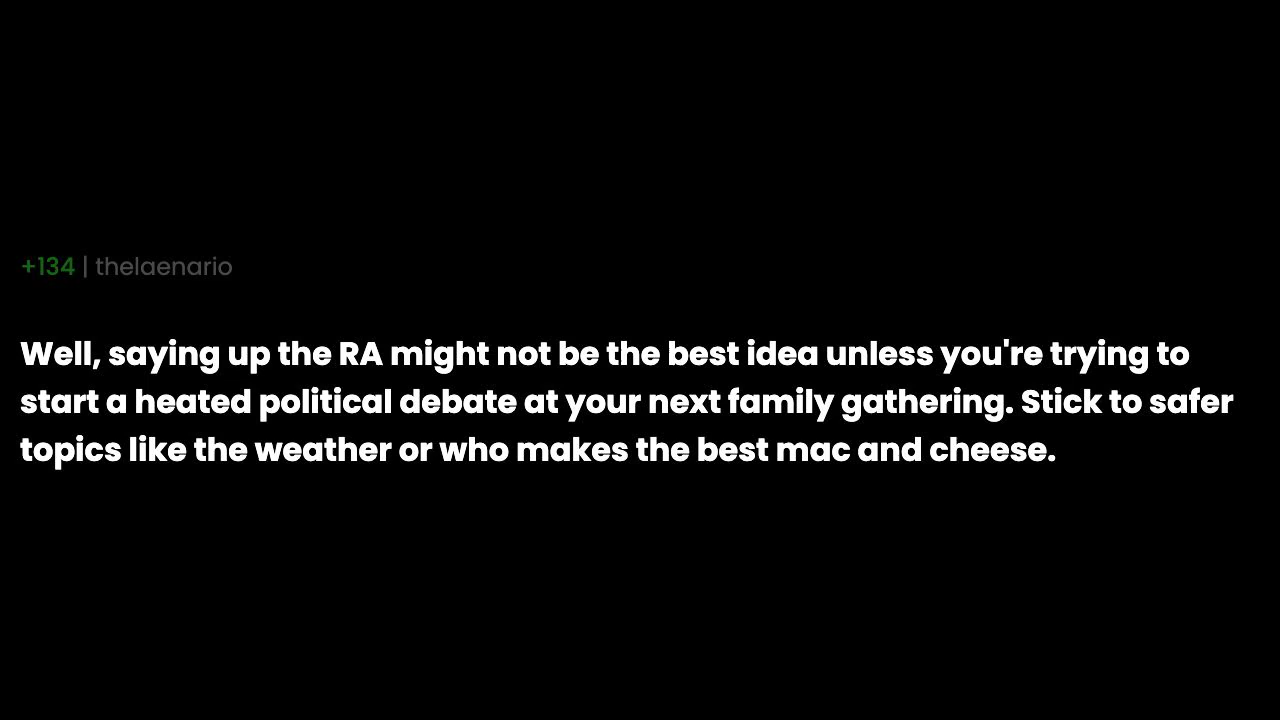 +134 | thelaenario
Well, saying up the RA might not be the best idea unless you're trying to
start a heated political debate at your next family gathering. Stick to safer
topics like the weather or who makes the best mac and cheese.